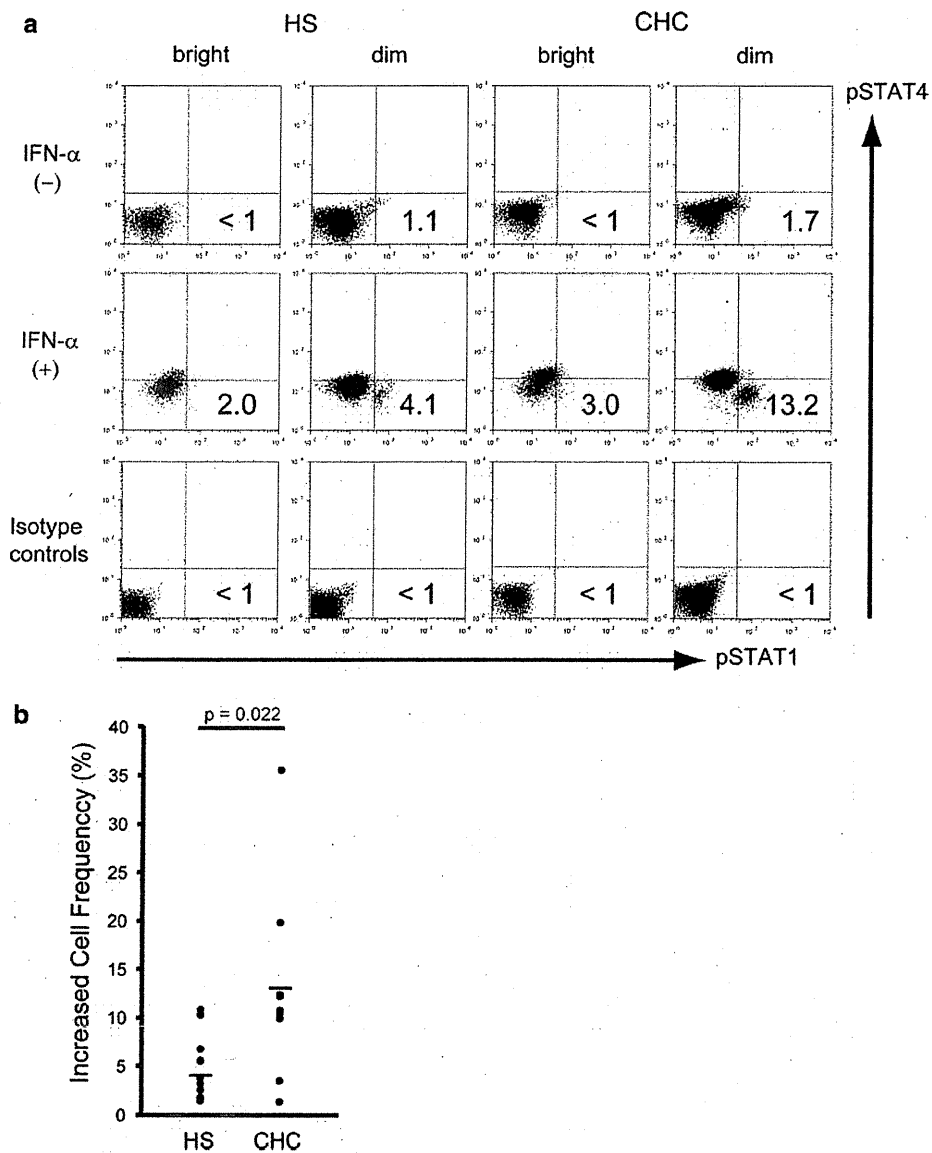 a
HS CHC
bright dim bright dim
pSTAT4
IFN-α
(–)
< 1 1.1 < 1 1.7
IFN-α
(+)
2.0 4.1 3.0 13.2
Isotype
controls
< 1 < 1 < 1 < 1
pSTAT1
b
p = 0.022
Increased Cell Frequenccy (%)
40
35
30
25
20
15
10
5
0
HS CHC